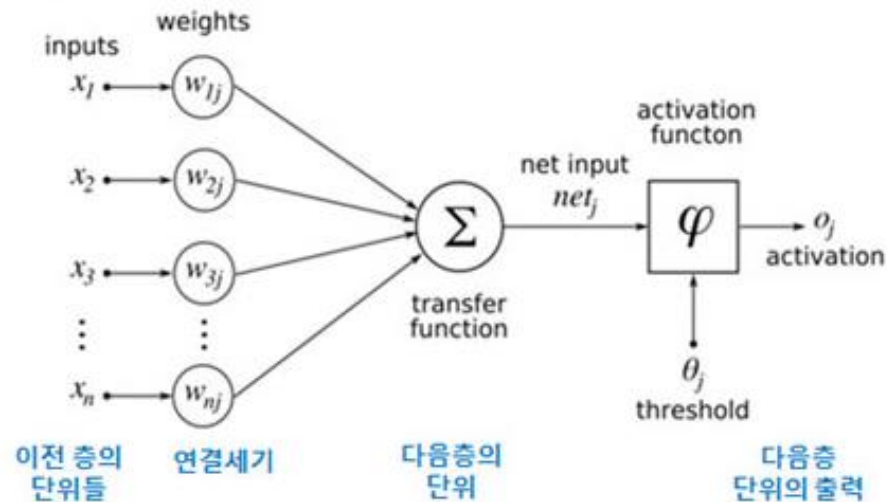 weights
inputs
x₁
w₁ⱼ
x₂
w₂ⱼ
x₃
w₃ⱼ
⋮
⋮
xₙ
wₙⱼ
Σ
transfer
function
net input
netⱼ
activation
functon
φ
oⱼ
activation
θⱼ
threshold
이전 층의
단위들
연결세기
다음층의
단위
다음층
단위의 출력